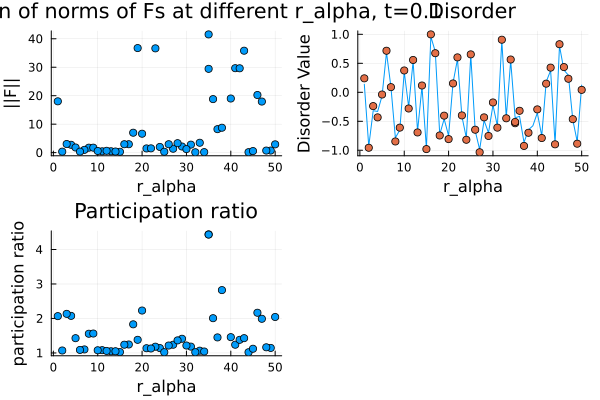 n of norms of Fs at different r_alpha, t=0.
Disorder
||F||
40
30
20
10
0
0 10 20 30 40 50
r_alpha
Disorder Value
1.0
0.5
0.0
−0.5
−1.0
0 10 20 30 40 50
r_alpha
Participation ratio
participation ratio
4
3
2
1
0 10 20 30 40 50
r_alpha